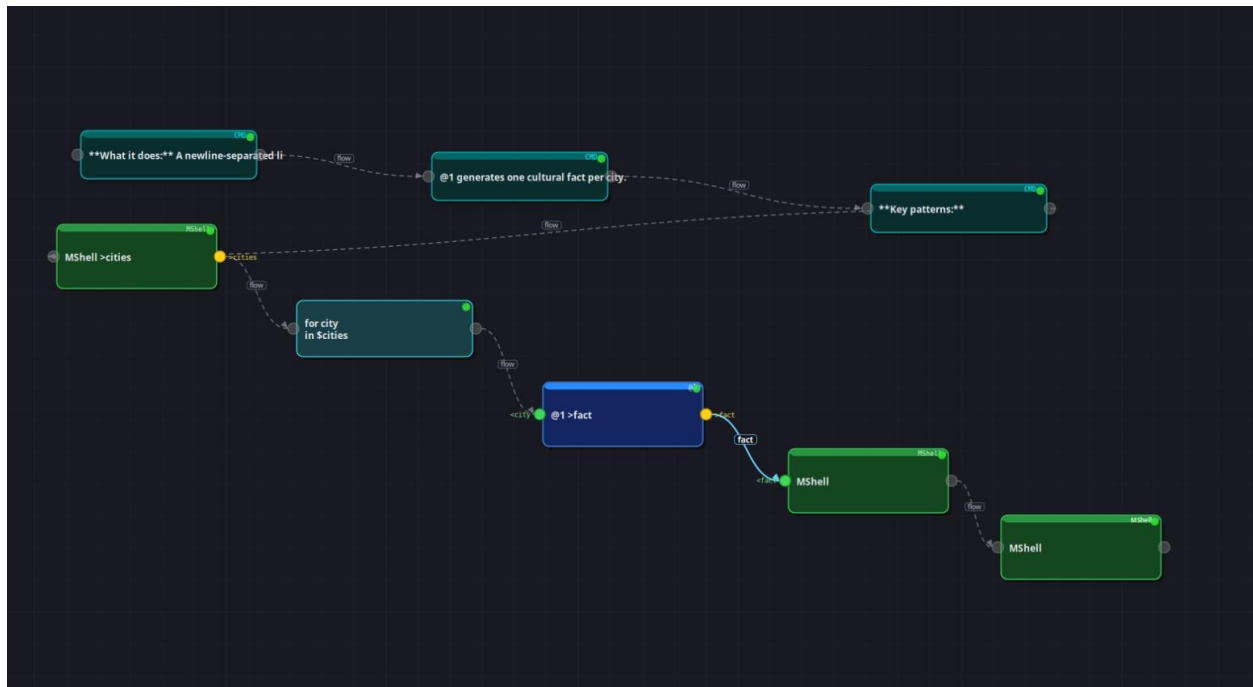 CMD
**What it does:** A newline-separated li
flow
CMD
@1 generates one cultural fact per city.
flow
CMD
**Key patterns:**
flow
MShell
MShell >cities
>cities
flow
for city
in $cities
flow
<city
@1 >fact
>fact
fact
MShell
<fact
MShell
flow
MShell
MShell